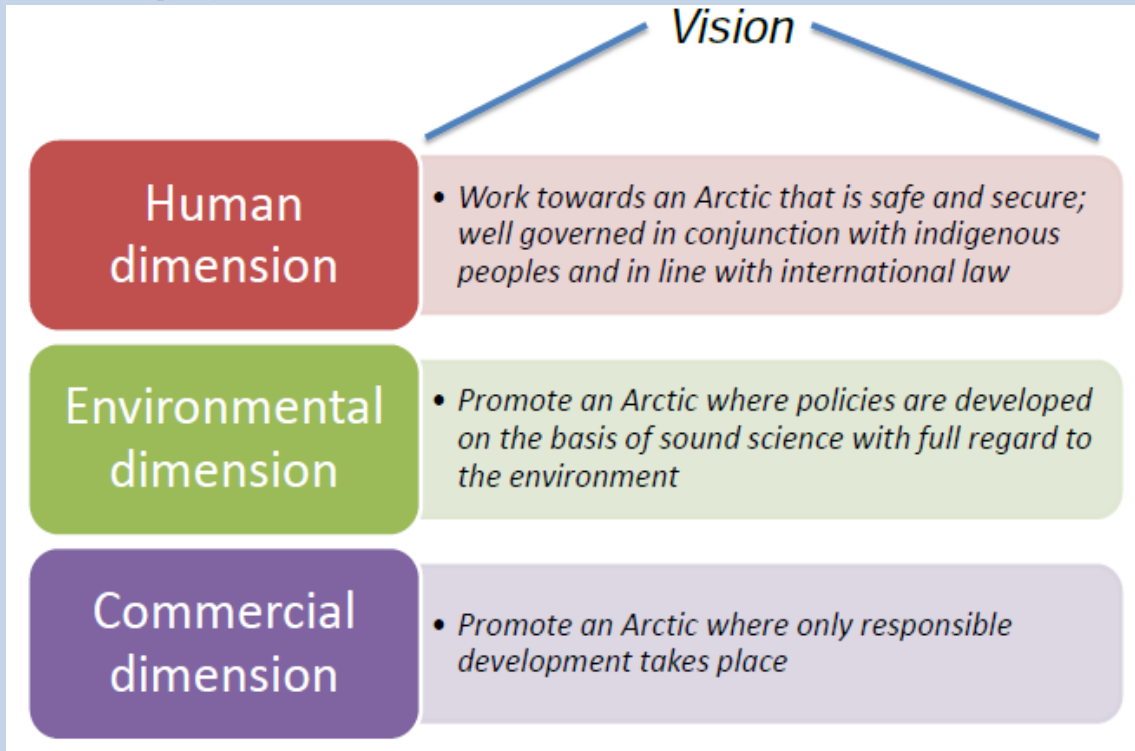 Vision
Human
dimension
• Work towards an Arctic that is safe and secure;
well governed in conjunction with indigenous
peoples and in line with international law
Environmental
dimension
• Promote an Arctic where policies are developed
on the basis of sound science with full regard to
the environment
Commercial
dimension
• Promote an Arctic where only responsible
development takes place